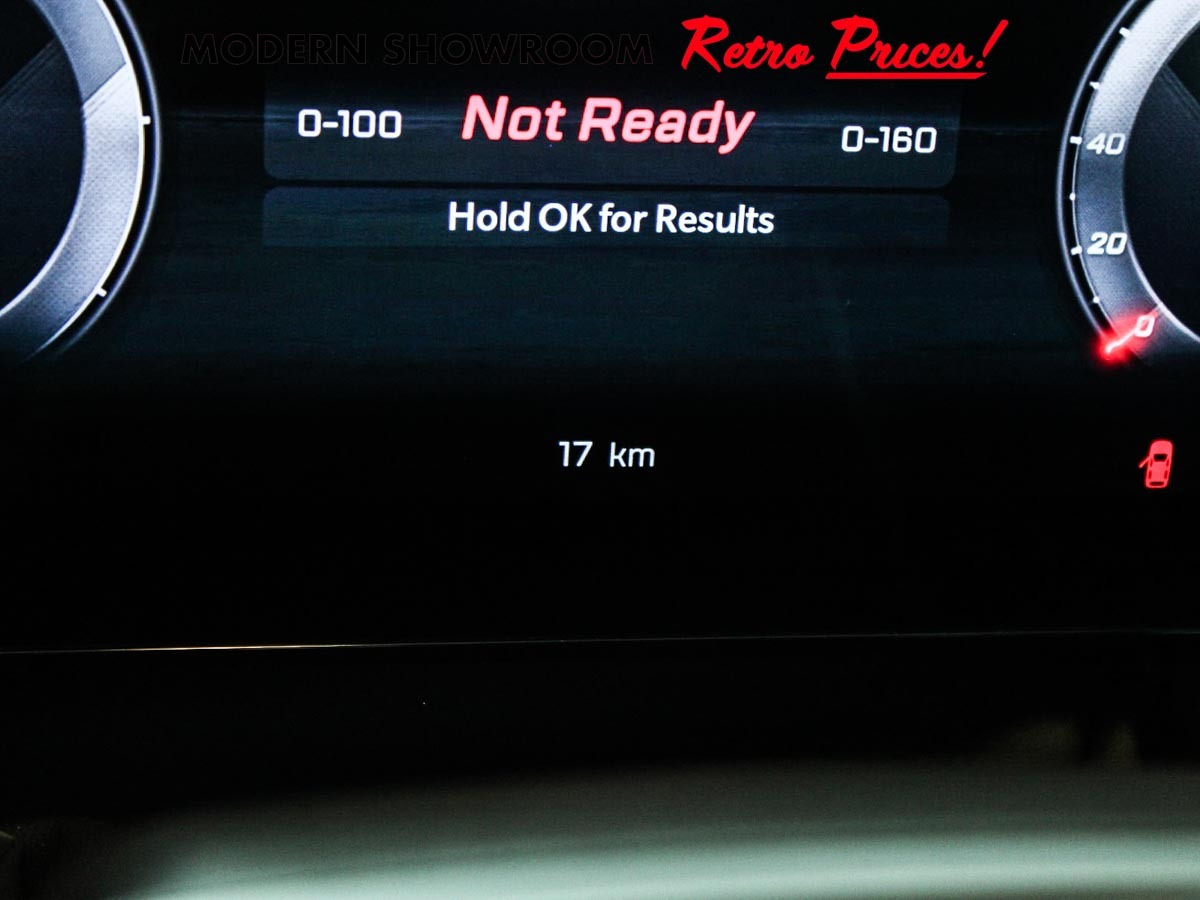 MODERN SHOWROOM Retro Prices!
0-100 Not Ready 0-160
Hold OK for Results
40
20
0
17 km